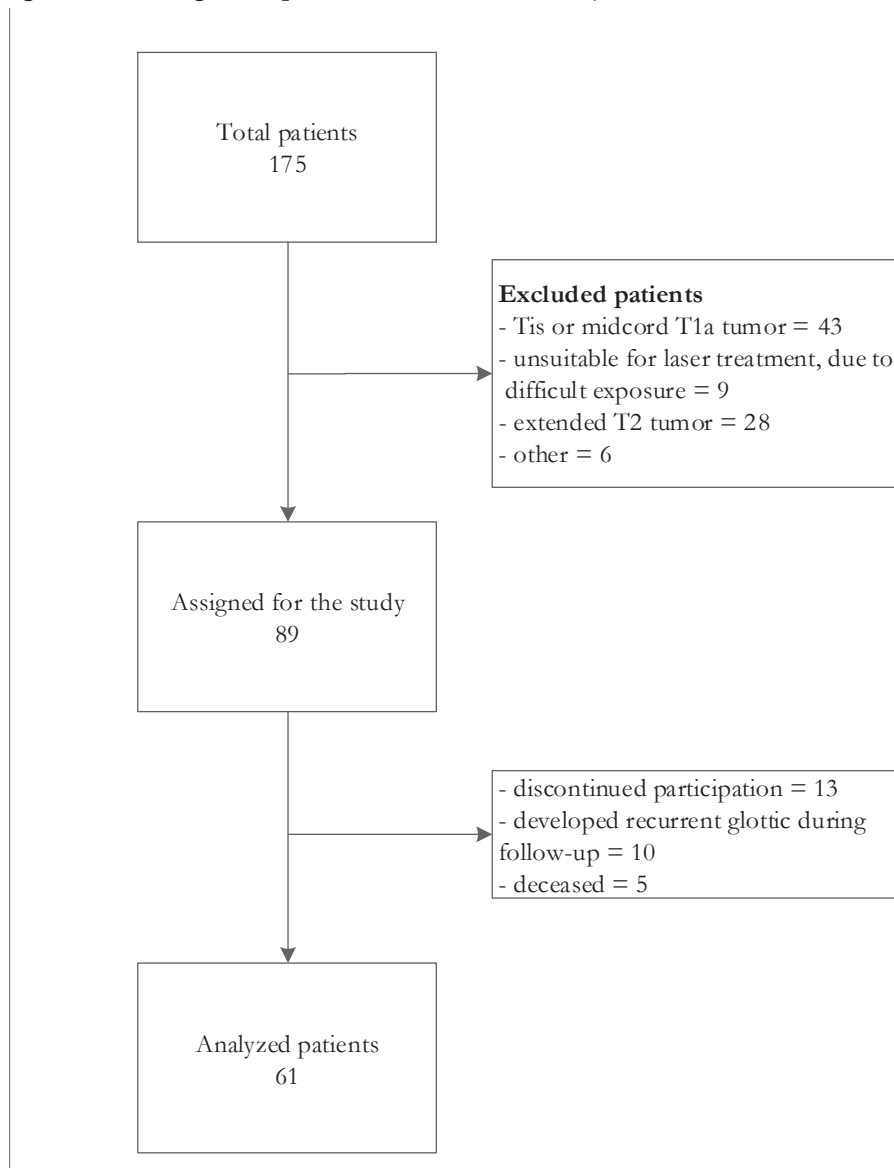 Total patients
175
Excluded patients
- Tis or midcord T1a tumor = 43
- unsuitable for laser treatment, due to
difficult exposure = 9
- extended T2 tumor = 28
- other = 6
Assigned for the study
89
- discontinued participation = 13
- developed recurrent glottic during
follow-up = 10
- deceased = 5
Analyzed patients
61